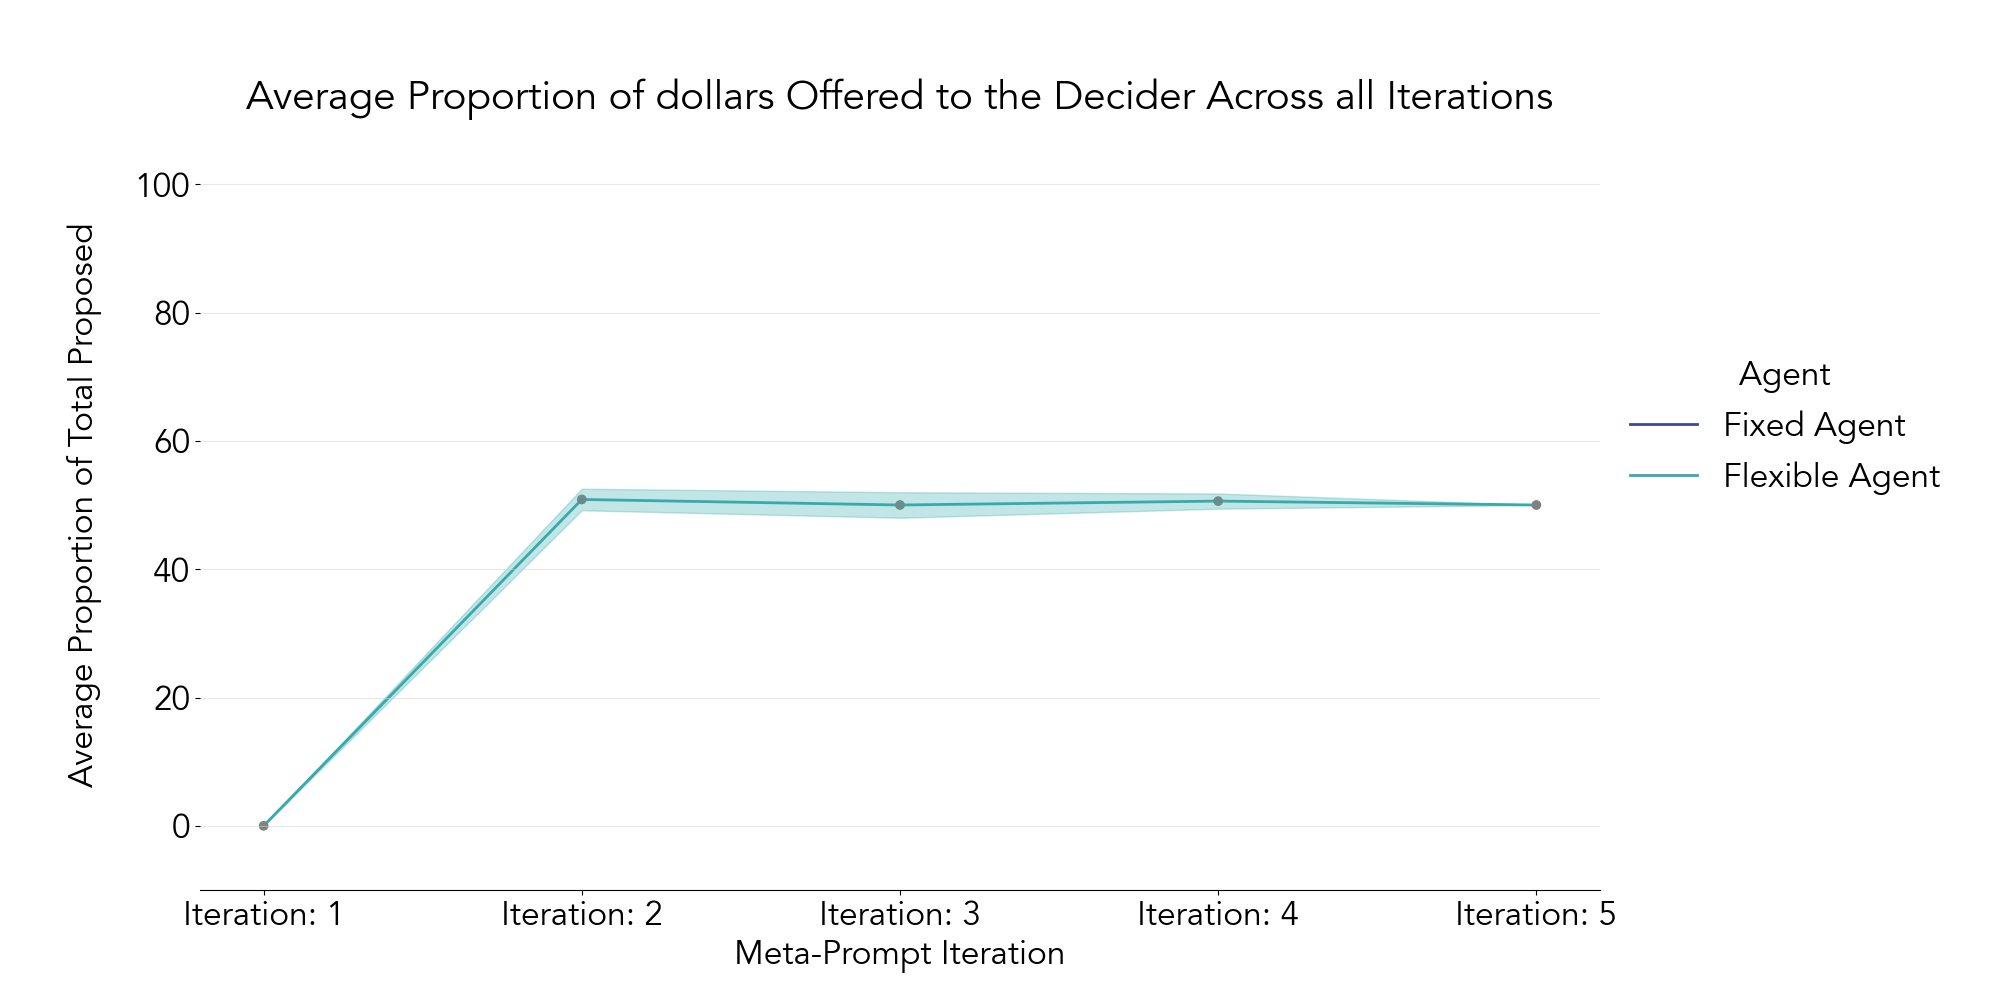 Average Proportion of dollars Offered to the Decider Across all Iterations
100
80
60
40
20
0
Average Proportion of Total Proposed
Iteration: 1
Iteration: 2
Iteration: 3
Iteration: 4
Iteration: 5
Meta-Prompt Iteration
Agent
Fixed Agent
Flexible Agent